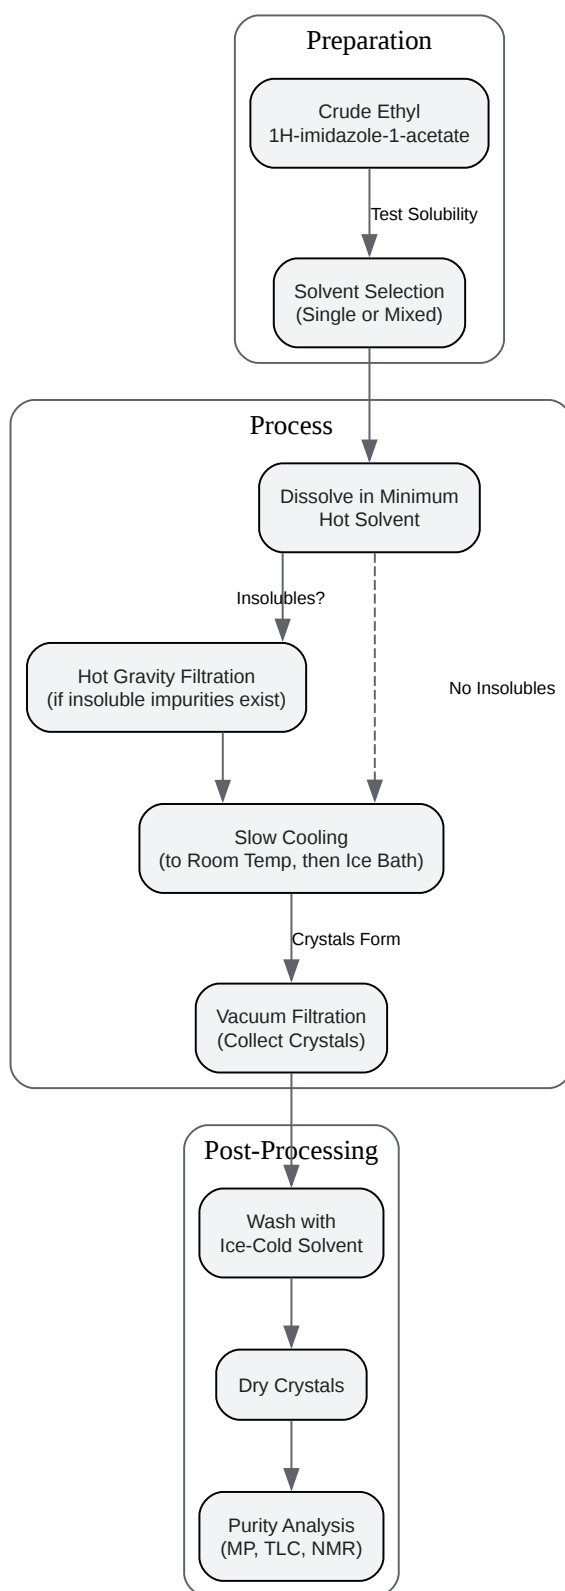 Preparation
Crude Ethyl
1H-imidazole-1-acetate
Test Solubility
Solvent Selection
(Single or Mixed)
Process
Dissolve in Minimum
Hot Solvent
Insolubles?
Hot Gravity Filtration
(if insoluble impurities exist)
No Insolubles
Slow Cooling
(to Room Temp, then Ice Bath)
Crystals Form
Vacuum Filtration
(Collect Crystals)
Post-Processing
Wash with
Ice-Cold Solvent
Dry Crystals
Purity Analysis
(MP, TLC, NMR)